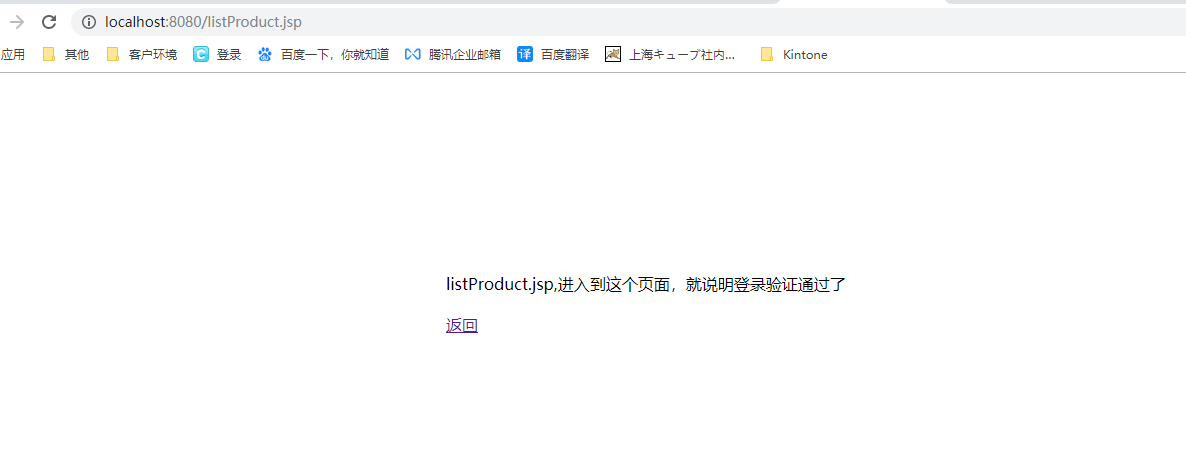 localhost:8080/listProduct.jsp
应用 其他 客户环境 登录 百度一下，你就知道 腾讯企业邮箱 译 百度翻译 上海キューブ社内... Kintone
listProduct.jsp,进入到这个页面，就说明登录验证通过了
返回